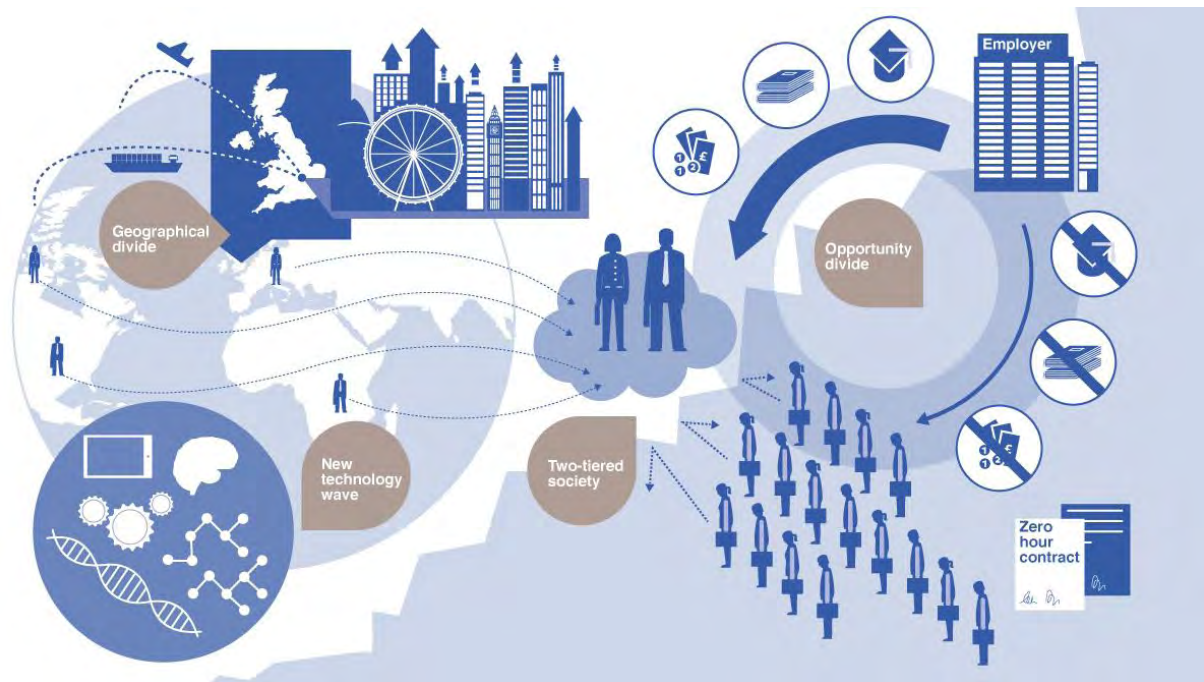 Employer
Geographical
divide
Opportunity
divide
New
technology
wave
Two-tiered
society
Zero
hour
contract